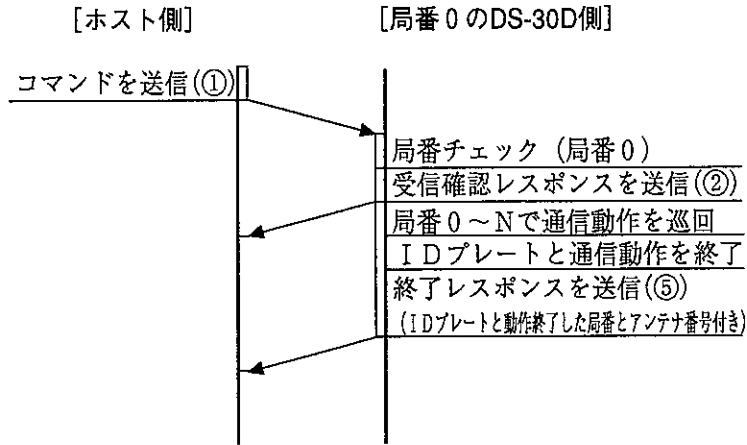 [ホスト側]
[局番０のDS-30D側]
コマンドを送信(①)
局番チェック（局番０）
受信確認レスポンスを送信(②)
局番０～Ｎで通信動作を巡回
ＩＤプレートと通信動作を終了
終了レスポンスを送信(⑤)
(ＩＤプレートと動作終了した局番とアンテナ番号付き)